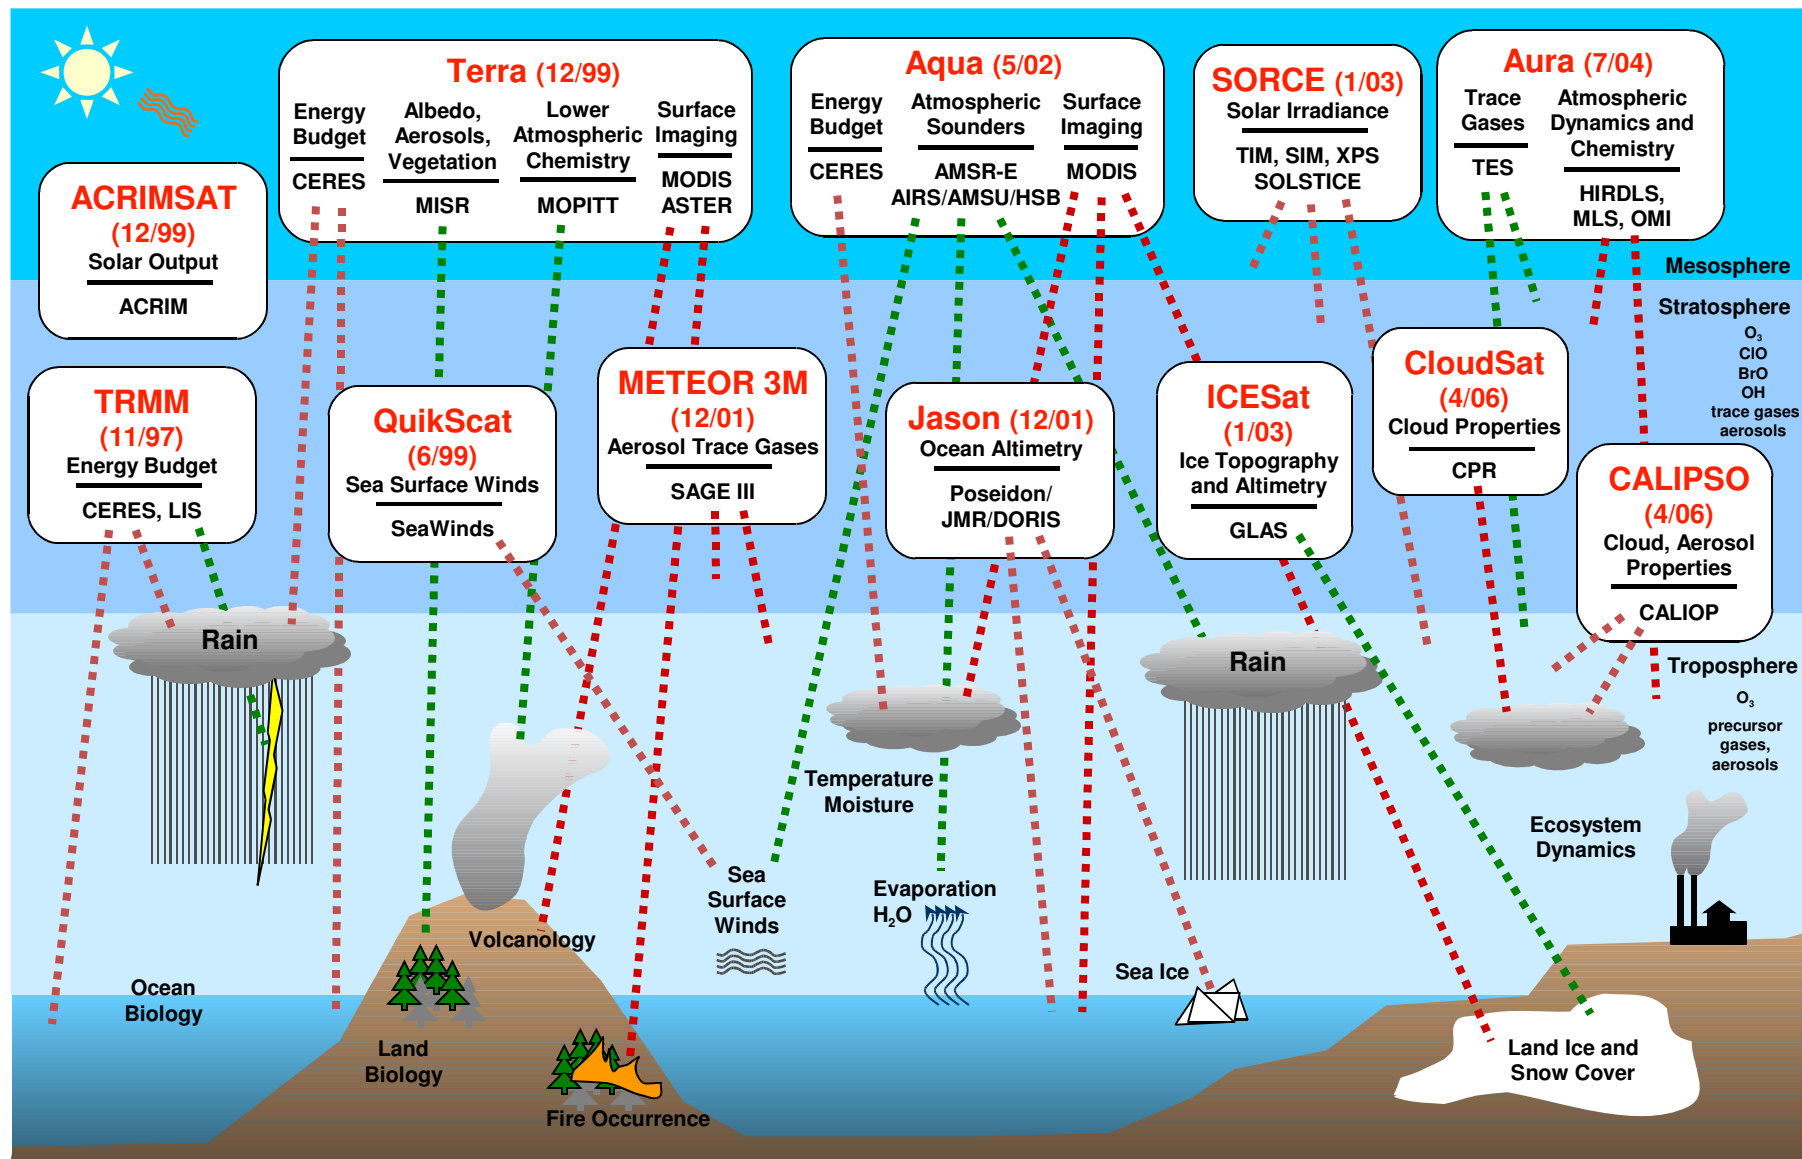 Terra (12/99)
Energy
Budget
CERES
Albedo,
Aerosols,
Vegetation
MISR
Lower
Atmospheric
Chemistry
MOPITT
Surface
Imaging
MODIS
ASTER
Aqua (5/02)
Energy
Budget
CERES
Atmospheric
Sounders
AMSR-E
AIRS/AMSU/HSB
Surface
Imaging
MODIS
SORCE (1/03)
Solar Irradiance
TIM, SIM, XPS
SOLSTICE
Aura (7/04)
Trace
Gases
TES
Atmospheric
Dynamics and
Chemistry
HIRDLS,
MLS, OMI
ACRIMSAT
(12/99)
Solar Output
ACRIM
Mesosphere
Stratosphere
O3
ClO
BrO
OH
trace gases
aerosols
TRMM
(11/97)
Energy Budget
CERES, LIS
QuikScat
(6/99)
Sea Surface Winds
SeaWinds
METEOR 3M
(12/01)
Aerosol Trace Gases
SAGE III
Jason (12/01)
Ocean Altimetry
Poseidon/
JMR/DORIS
ICESat
(1/03)
Ice Topography
and Altimetry
GLAS
CloudSat
(4/06)
Cloud Properties
CPR
CALIPSO
(4/06)
Cloud, Aerosol
Properties
CALIOP
Rain
Rain
Troposphere
O3
precursor
gases,
aerosols
Temperature
Moisture
Ecosystem
Dynamics
Sea
Surface
Winds
Evaporation
H2O
Volcanology
Sea Ice
Ocean
Biology
Land
Biology
Fire Occurrence
Land Ice and
Snow Cover